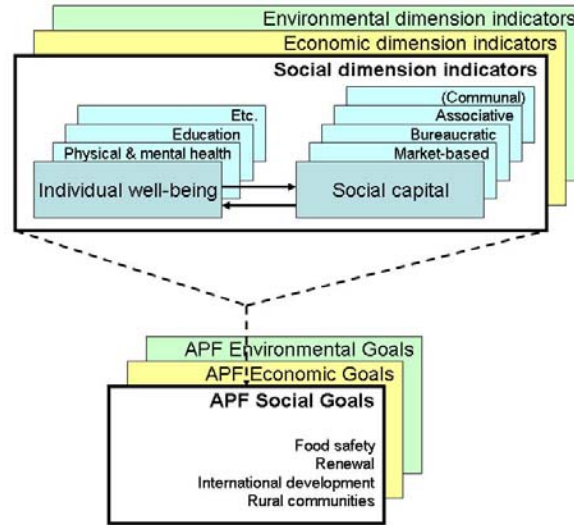 Environmental dimension indicators
Economic dimension indicators
Social dimension indicators
Etc.
Education
Physical & mental health
Individual well-being
(Communal)
Associative
Bureaucratic
Market-based
Social capital
APF Environmental Goals
APF Economic Goals
APF Social Goals
Food safety
Renewal
International development
Rural communities